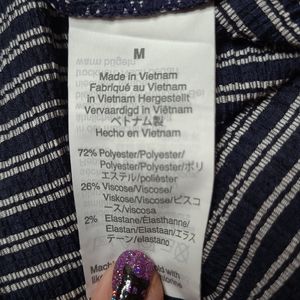 M
Made in Vietnam
Fabriqué au Vietnam
In Vietnam Hergestellt
Vervaardigd in Vietnam
ベトナム製
Hecho en Vietnam
72% Polyester/Polyester/
Polyester/Polyester/ポリ
エステル/poliéster
26% Viscose/Viscose/
Viskose/Viscose/ビスコ
ース/viscosa
2% Elastane/Elasthanne/
Elastan/Elastaan/エラス
テーン/elastano
with